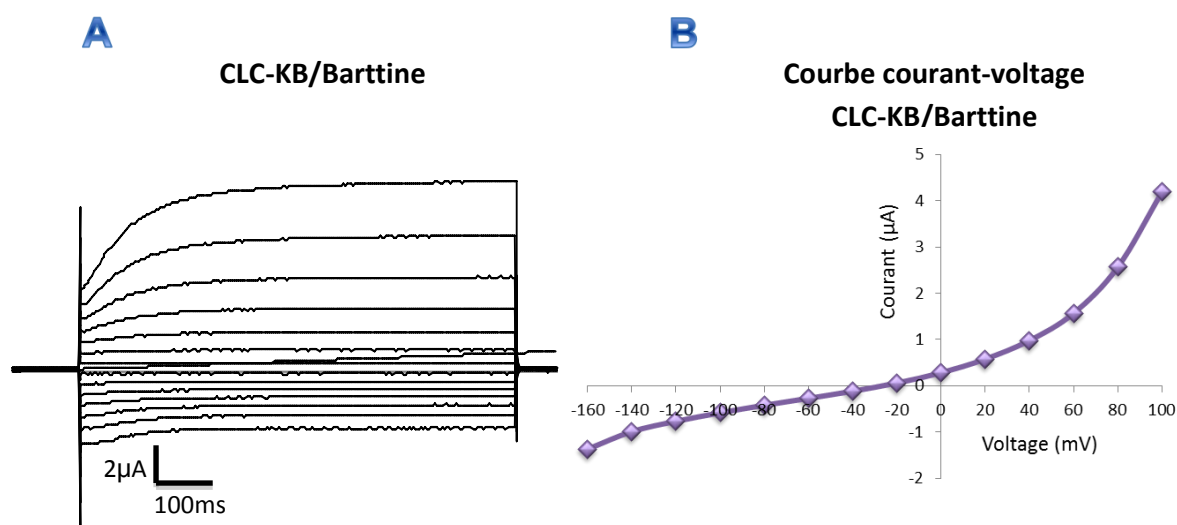 A
CLC-KB/Barttine
2µA
100ms
B
Courbe courant-voltage
CLC-KB/Barttine
Courant (µA)
5
4
3
2
1
0
-1
-2
-160 -140 -120 -100 -80 -60 -40 -20 0 20 40 60 80 100
Voltage (mV)